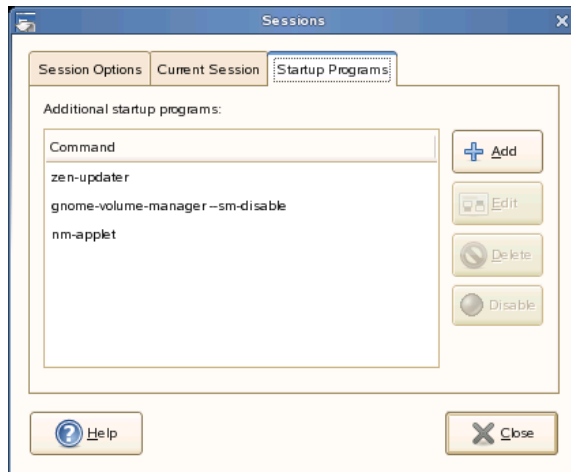 Sessions
Session Options
Current Session
Startup Programs
Additional startup programs:
Command
zen-updater
gnome-volume-manager --sm-disable
nm-applet
Add
Edit
Delete
Disable
Help
Close